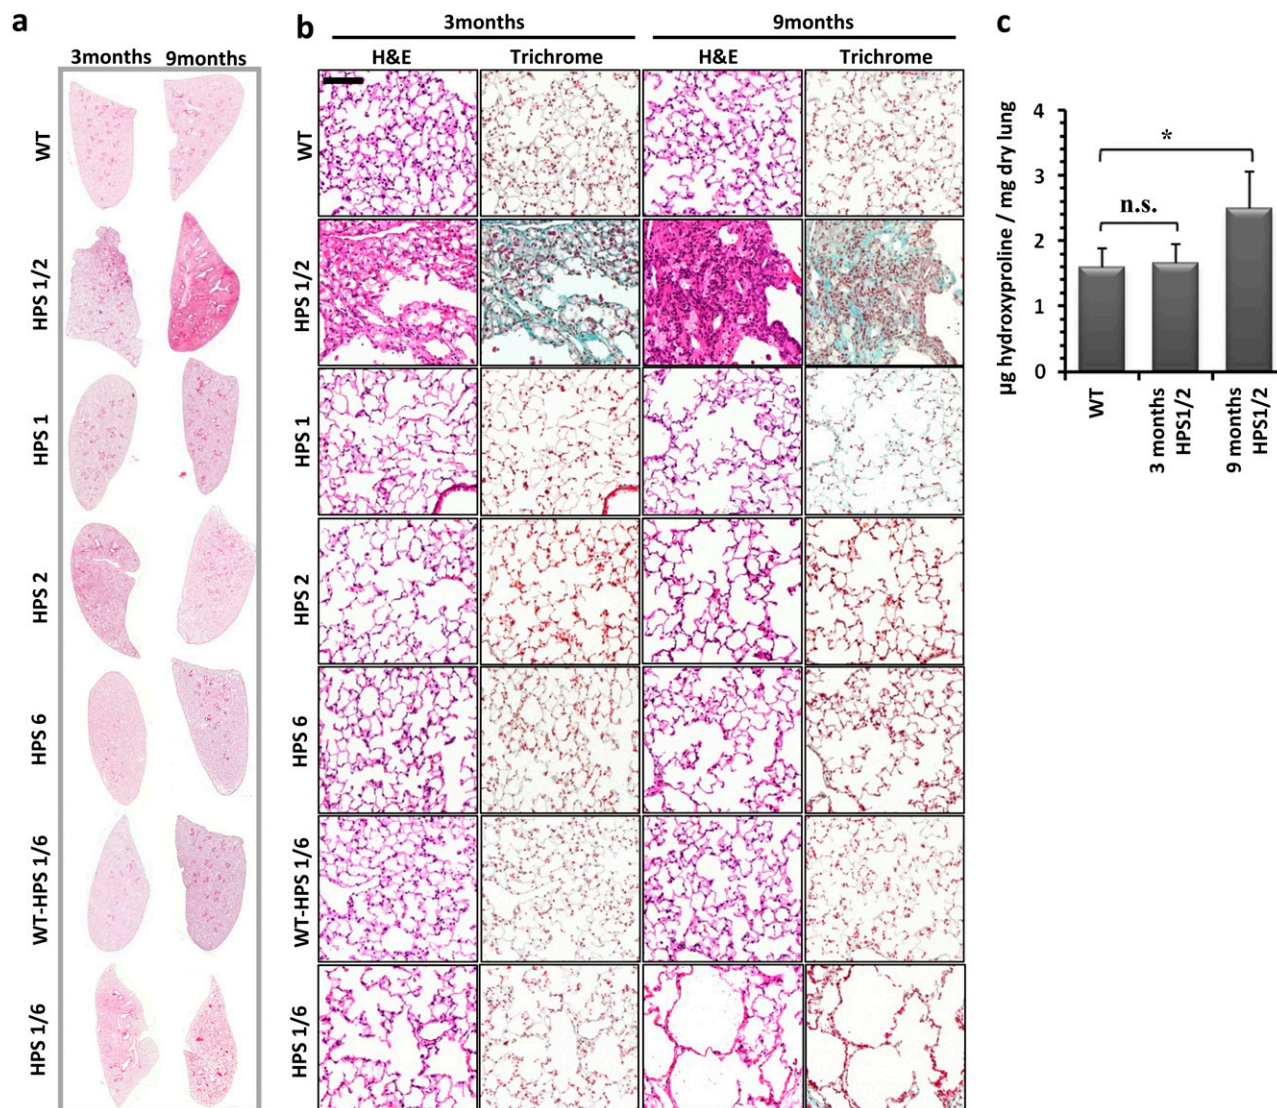 a
3months 9months
WT
HPS 1/2
HPS 1
HPS 2
HPS 6
WT-HPS 1/6
HPS 1/6
b
3months 9months
H&E Trichrome H&E Trichrome
WT
HPS 1/2
HPS 1
HPS 2
HPS 6
WT-HPS 1/6
HPS 1/6
c
µg hydroxyproline / mg dry lung
4
3
2
1
0
*
n.s.
WT
3 months
HPS1/2
9 months
HPS1/2